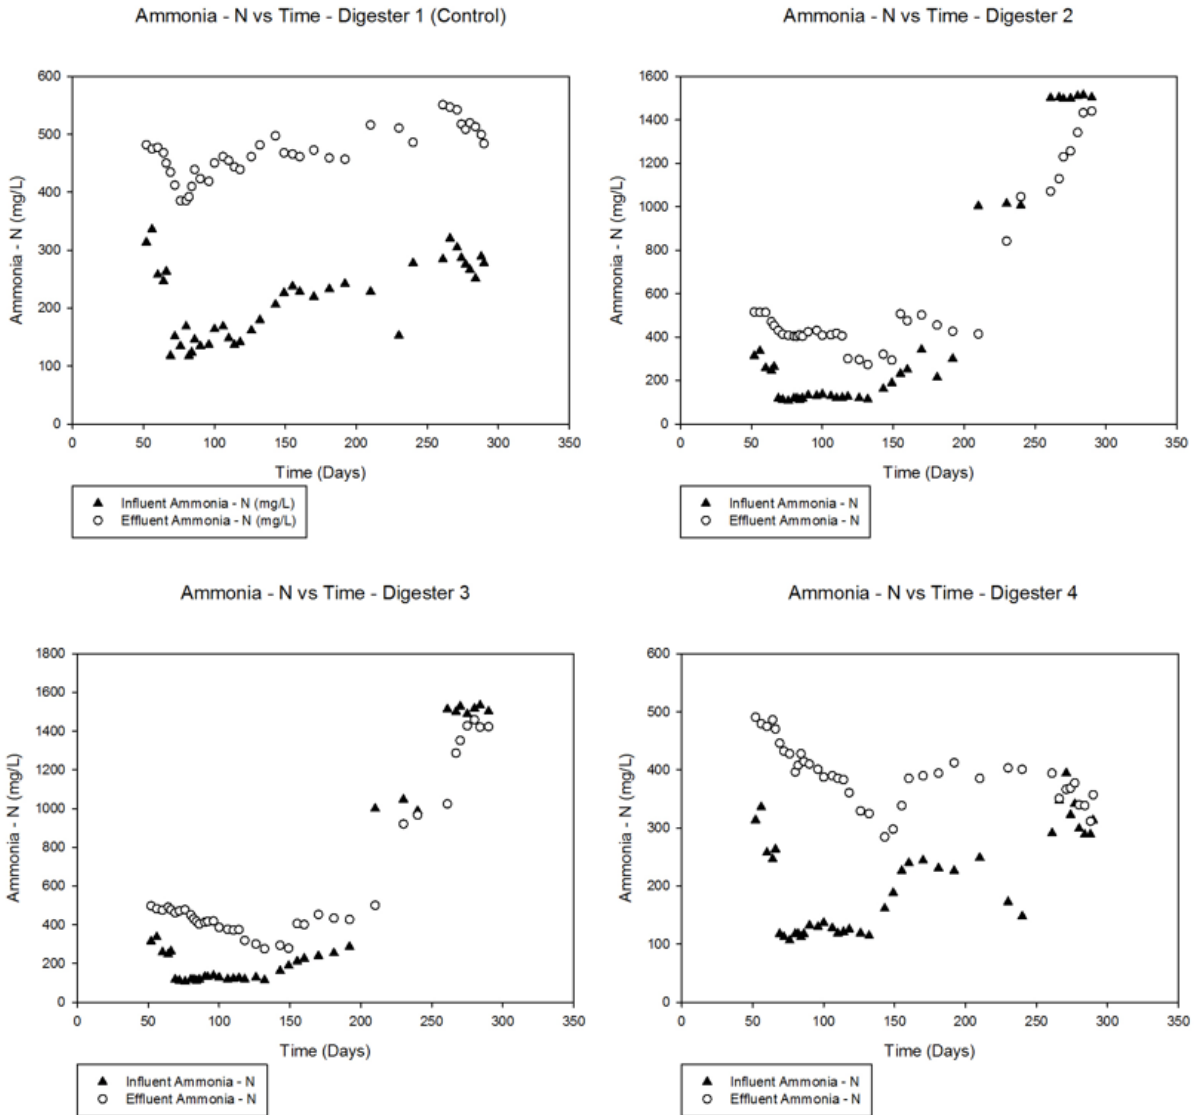 Ammonia - N vs Time - Digester 1 (Control)
600
500
400
300
200
100
0
Ammonia - N (mg/L)
0 50 100 150 200 250 300 350
Time (Days)
Influent Ammonia - N (mg/L)
Effluent Ammonia - N (mg/L)
Ammonia - N vs Time - Digester 2
1600
1400
1200
1000
800
600
400
200
0
Ammonia - N (mg/L)
0 50 100 150 200 250 300 350
Time (Days)
Influent Ammonia - N
Effluent Ammonia - N
Ammonia - N vs Time - Digester 3
1800
1600
1400
1200
1000
800
600
400
200
0
Ammonia - N (mg/L)
0 50 100 150 200 250 300 350
Time (Days)
Influent Ammonia - N
Effluent Ammonia - N
Ammonia - N vs Time - Digester 4
600
500
400
300
200
100
0
Ammonia - N (mg/L)
0 50 100 150 200 250 300 350
Time (Days)
Influent Ammonia - N
Effluent Ammonia - N